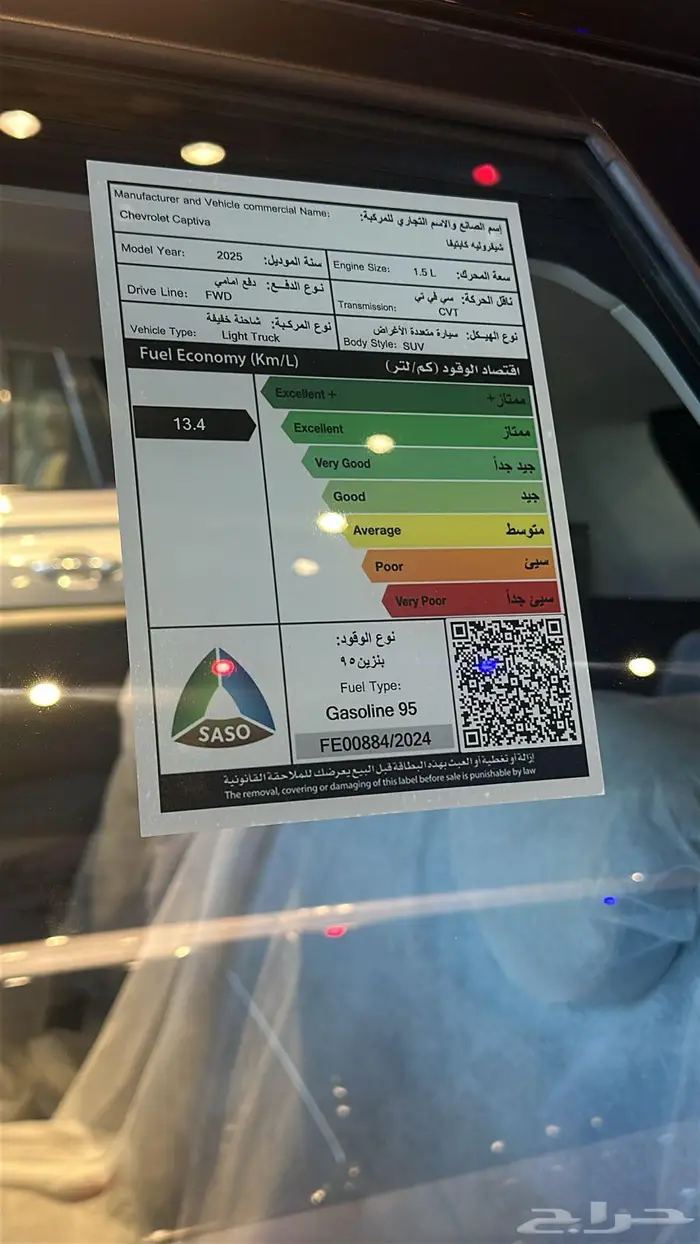 Manufacturer and Vehicle commercial Name:
إسم الصانع والاسم التجاري للمركبة:
Chevrolet Captiva
شيفروليه كابتيفا
Model Year: 2025 سنة الموديل:
Engine Size: 1.5 L سعة المحرك:
Drive Line: FWD نوع الدفع: دفع امامي
Transmission: CVT ناقل الحركة: سي في تي
Vehicle Type: Light Truck نوع المركبة: شاحنة خفيفة
Body Style: SUV نوع الهيكل: سيارة متعددة الأغراض
Fuel Economy (Km/L) اقتصاد الوقود (كم/لتر)
Excellent + ممتاز+
13.4
Excellent ممتاز
Very Good جيد جداً
Good جيد
Average متوسط
Poor سيئ
Very Poor سيئ جداً
نوع الوقود:
بنزين ٩٥
Fuel Type:
Gasoline 95
FE00884/2024
SASO
إزالة أو تغطية أو العبث بهذه البطاقة قبل البيع يعرضك للملاحقة القانونية
The removal, covering or damaging of this label before sale is punishable by law
حراج